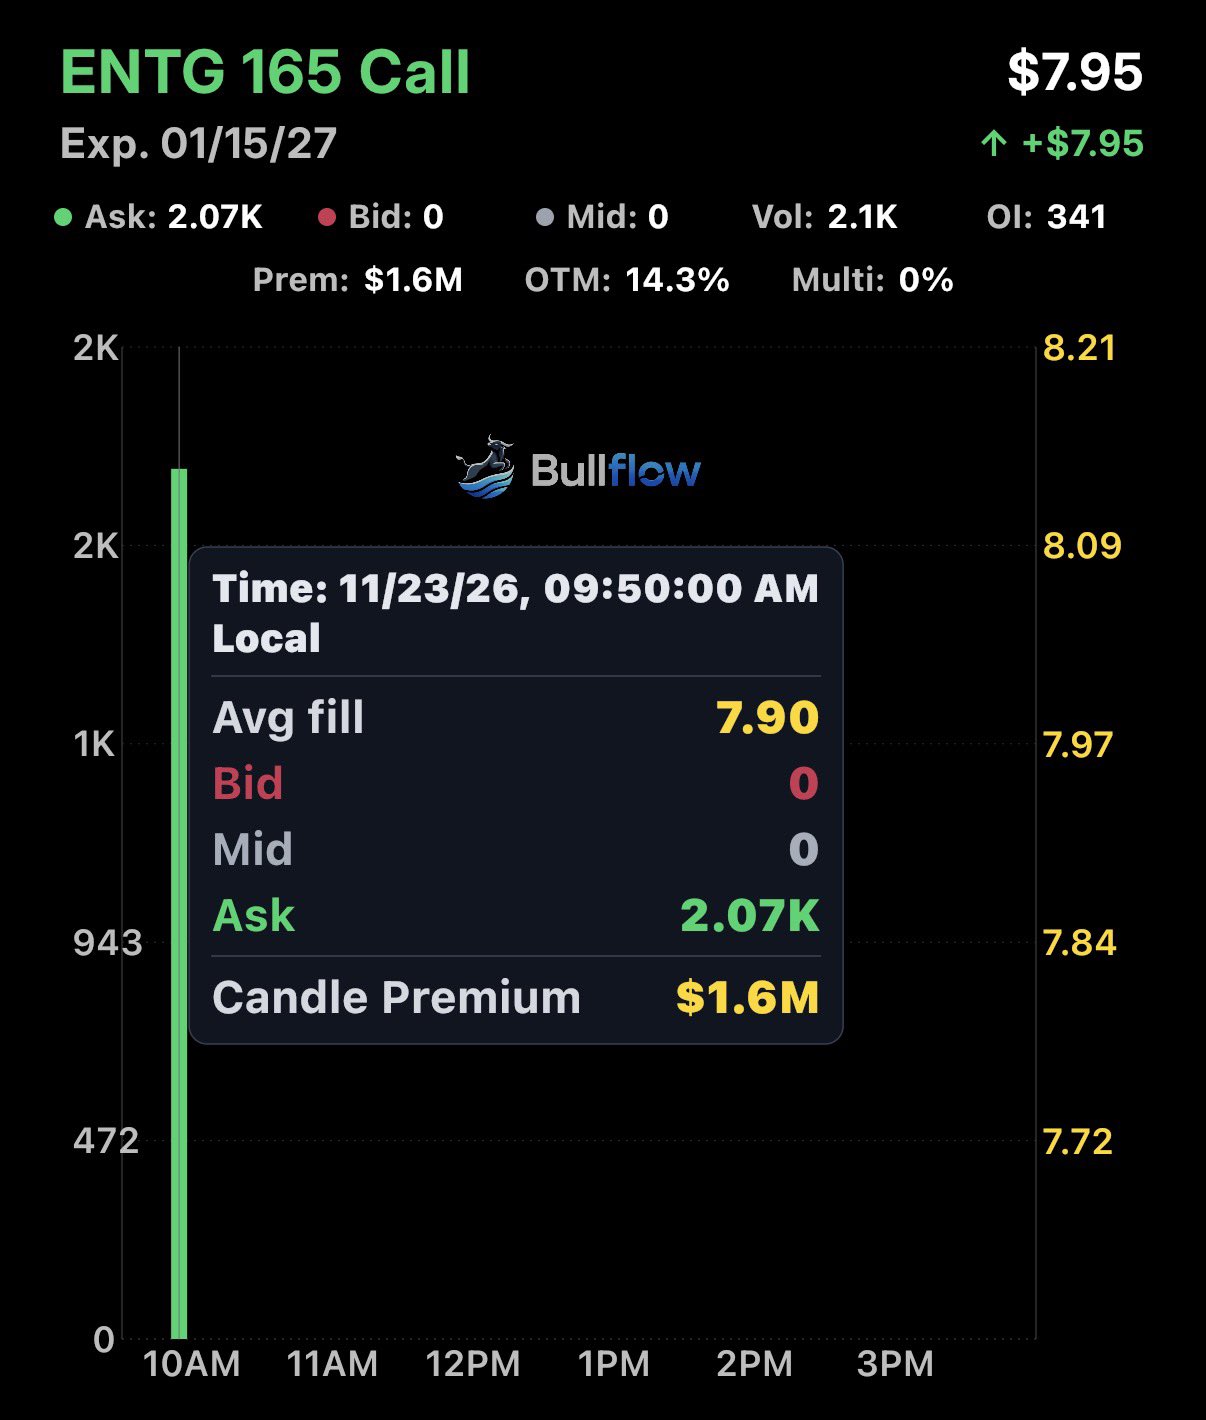 ENTG 165 Call
$7.95
Exp. 01/15/27
↑ +$7.95
Ask: 2.07K Bid: 0 Mid: 0 Vol: 2.1K OI: 341
Prem: $1.6M OTM: 14.3% Multi: 0%
2K
8.21
Bullflow
2K
8.09
Time: 11/23/26, 09:50:00 AM
Local
Avg fill 7.90
1K
7.97
Bid 0
Mid 0
Ask 2.07K
943
7.84
Candle Premium $1.6M
472
7.72
0
10AM 11AM 12PM 1PM 2PM 3PM